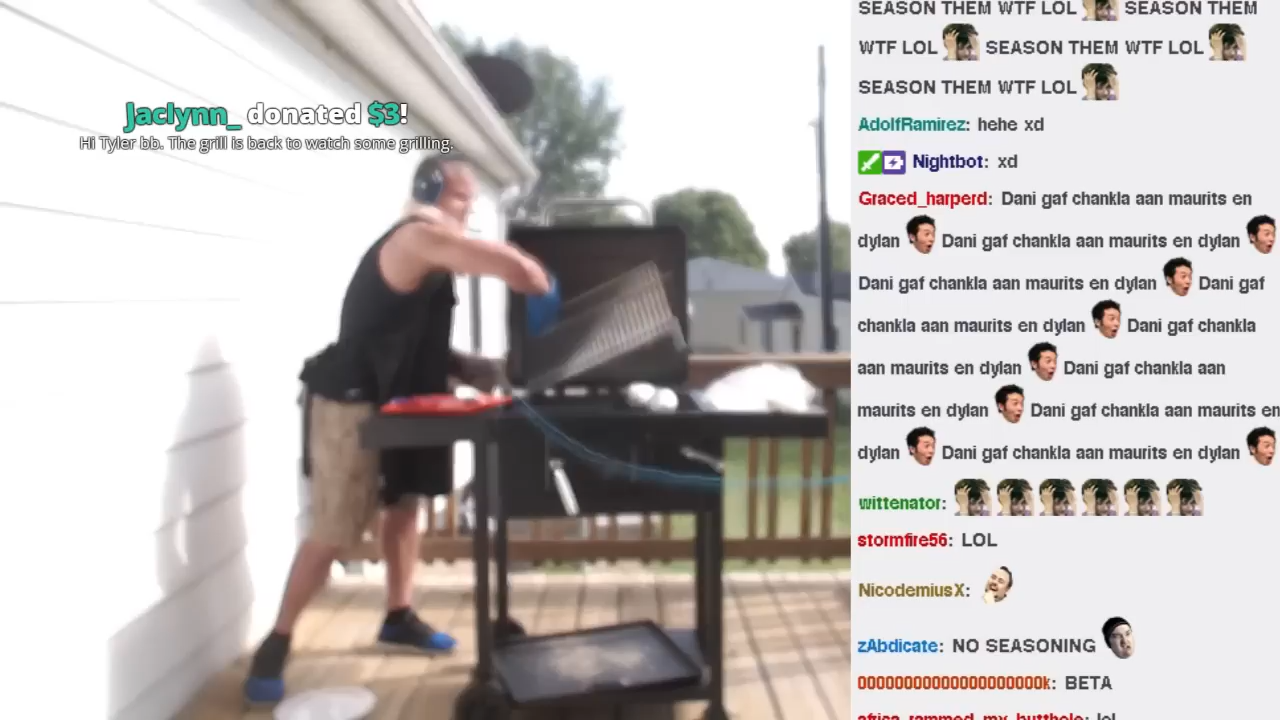 SEASON THEM WTF LOL SEASON THEM
WTF LOL SEASON THEM WTF LOL
SEASON THEM WTF LOL
Jaclynn_ donated $3!
Hi Tyler bb. The grill is back to watch some grilling.
AdolfRamirez: hehe xd
Nightbot: xd
Graced_harperd: Dani gaf chankla aan maurits en
dylan Dani gaf chankla aan maurits en dylan
Dani gaf chankla aan maurits en dylan Dani gaf
chankla aan maurits en dylan Dani gaf chankla
aan maurits en dylan Dani gaf chankla aan
maurits en dylan Dani gaf chankla aan maurits en
dylan Dani gaf chankla aan maurits en dylan
wittenator:
stormfire56: LOL
NicodemiusX:
zAbdicate: NO SEASONING
00000000000000000000k: BETA
africa_rammed_my_butthole: lol